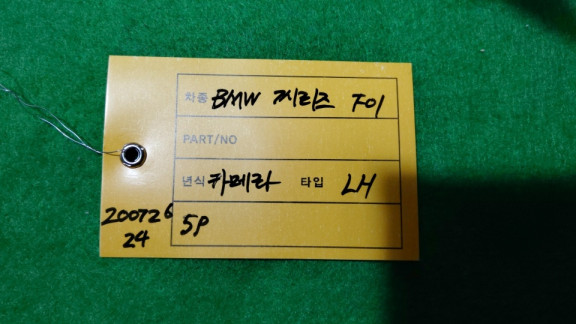 차종 BMW 7시리즈 F01
PART/NO
년식 카메라 타입 LH
200726
24
5P